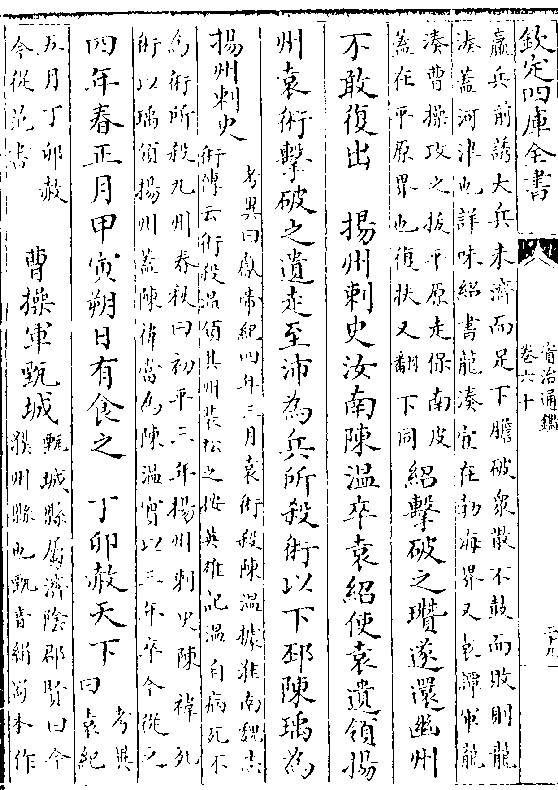 欽定四庫全書
資治通鑑
卷六十
羸兵前誘大兵未濟而足下膽破衆散不鼓而敗則龍
湊蓋河津也詳味紹書龍湊宜在勃海界又袁譚軍龍
湊曹操攻之拔平原走保南皮
蓋在平原界也復扶又翻下同
紹擊破之瓚遂還幽州
不敢復出　揚州刺史汝南陳溫卒袁紹使袁遺領揚
州袁術擊破之遺走至沛為兵所殺術以下邳陳瑀為
揚州刺史
考異曰獻帝紀四年三月袁術殺陳溫據淮南魏志
術傳云術殺溫領其州裴松之按英雄記溫自病死不
為術所殺九州春秋曰初平三年揚州刺史陳禕死
術以瑀領揚州蓋陳禕當為陳溫實以三年卒今從之
四年春正月甲寅朔日有食之　丁卯赦天下
考異
曰袁紀
五月丁卯赦
今從范書
曹操軍甄城
甄城縣屬濟陰郡賢曰今
濮州縣也甄音絹本作